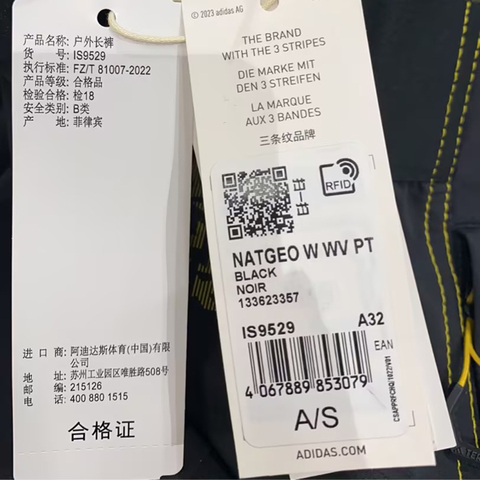 产品名称: 户外长裤
货 号: IS9529
执行标准: FZ/T 81007-2022
产品等级: 合格品
检验合格: 检18
安全类别: B类
产 地: 菲律宾
进 口 商: 阿迪达斯体育(中国)有限公司
地址: 苏州工业园区唯胜路508号
邮编: 215126
电话: 400 880 1515
合格证
© 2023 adidas AG
THE BRAND
WITH THE 3 STRIPES
DIE MARKE MIT
DEN 3 STREIFEN
LA MARQUE
AUX 3 BANDES
三条纹品牌
扫一扫
RFID
NATGEO W WV PT
BLACK
NOIR
133623357
IS9529 A32
EAN
4 067889 853079
A/S
ADIDAS.COM